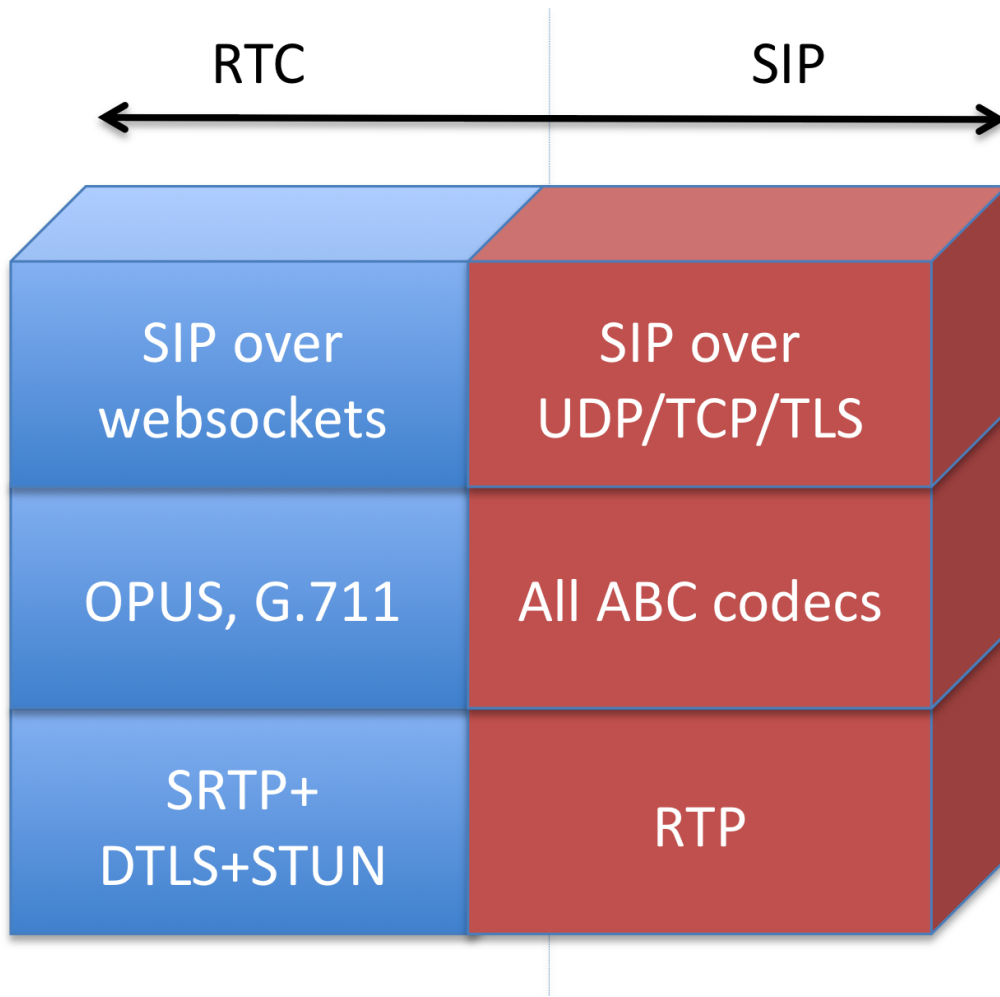 RTC
SIP
SIP over
websockets
SIP over
UDP/TCP/TLS
OPUS, G.711
All ABC codecs
SRTP+
DTLS+STUN
RTP